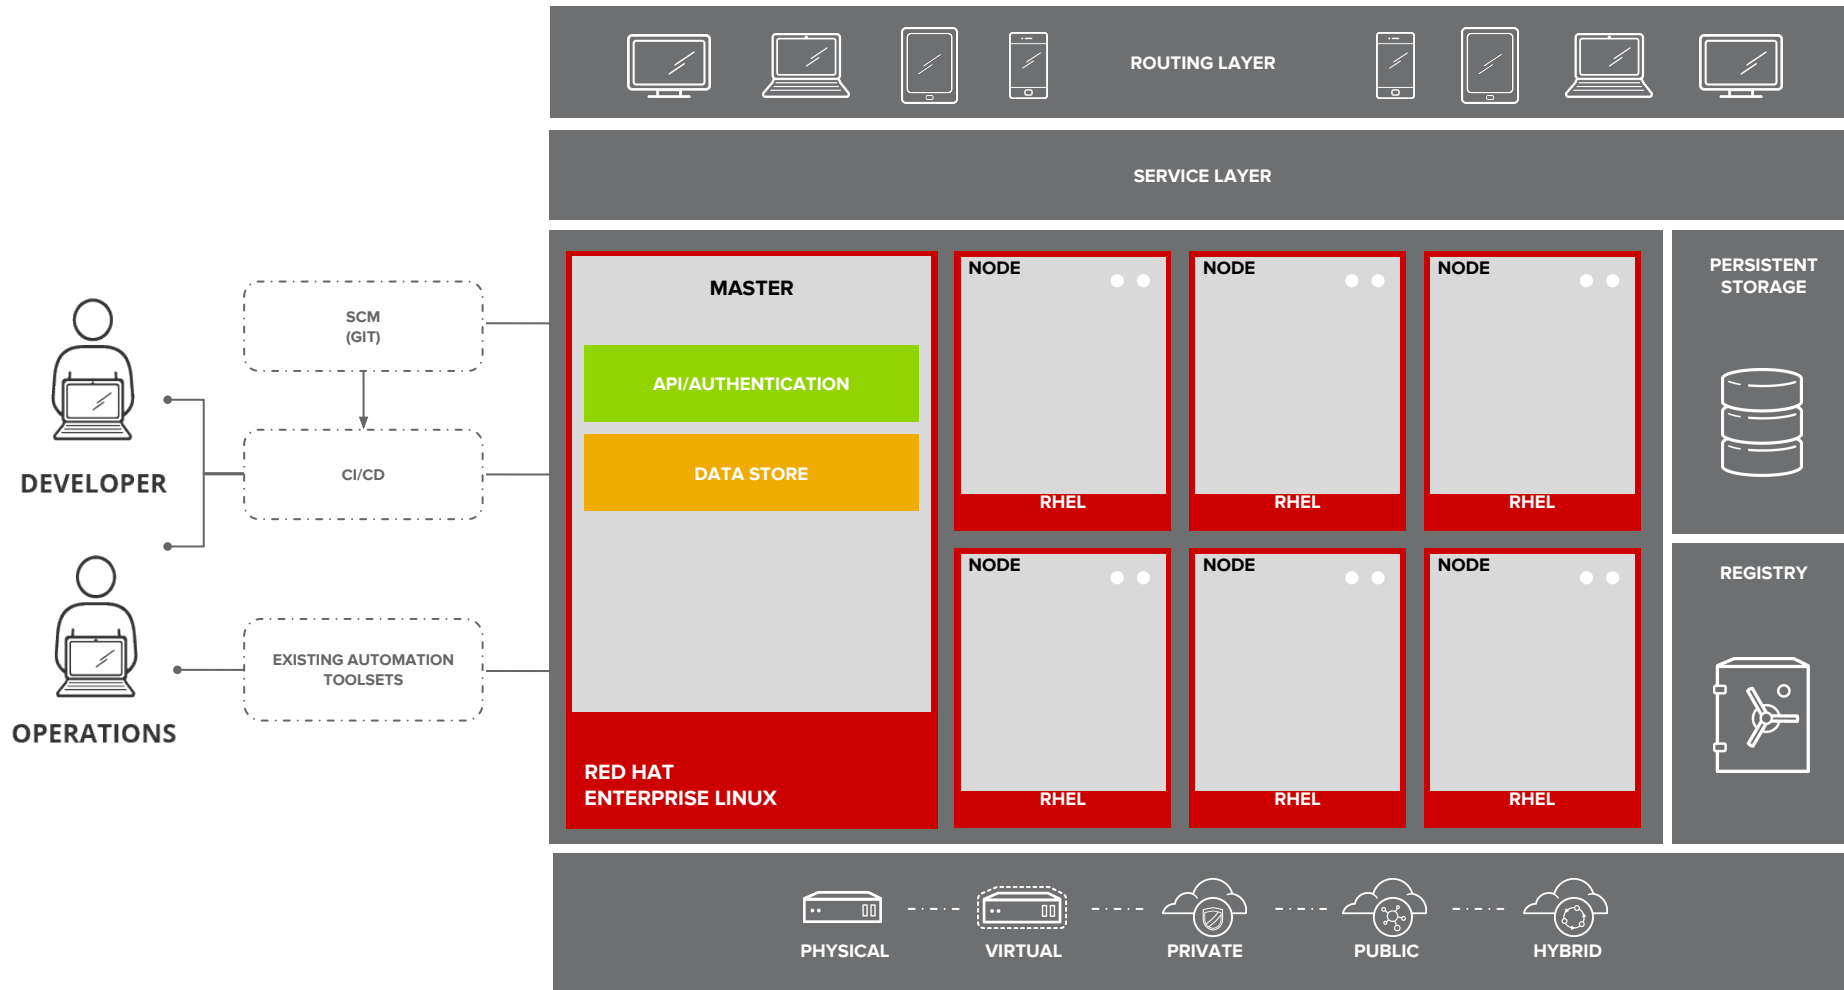 ROUTING LAYER
SERVICE LAYER
DEVELOPER
OPERATIONS
SCM
(GIT)
CI/CD
EXISTING AUTOMATION
TOOLSETS
MASTER
API/AUTHENTICATION
DATA STORE
RED HAT
ENTERPRISE LINUX
NODE
RHEL
NODE
RHEL
NODE
RHEL
NODE
RHEL
NODE
RHEL
NODE
RHEL
PERSISTENT
STORAGE
REGISTRY
PHYSICAL
VIRTUAL
PRIVATE
PUBLIC
HYBRID